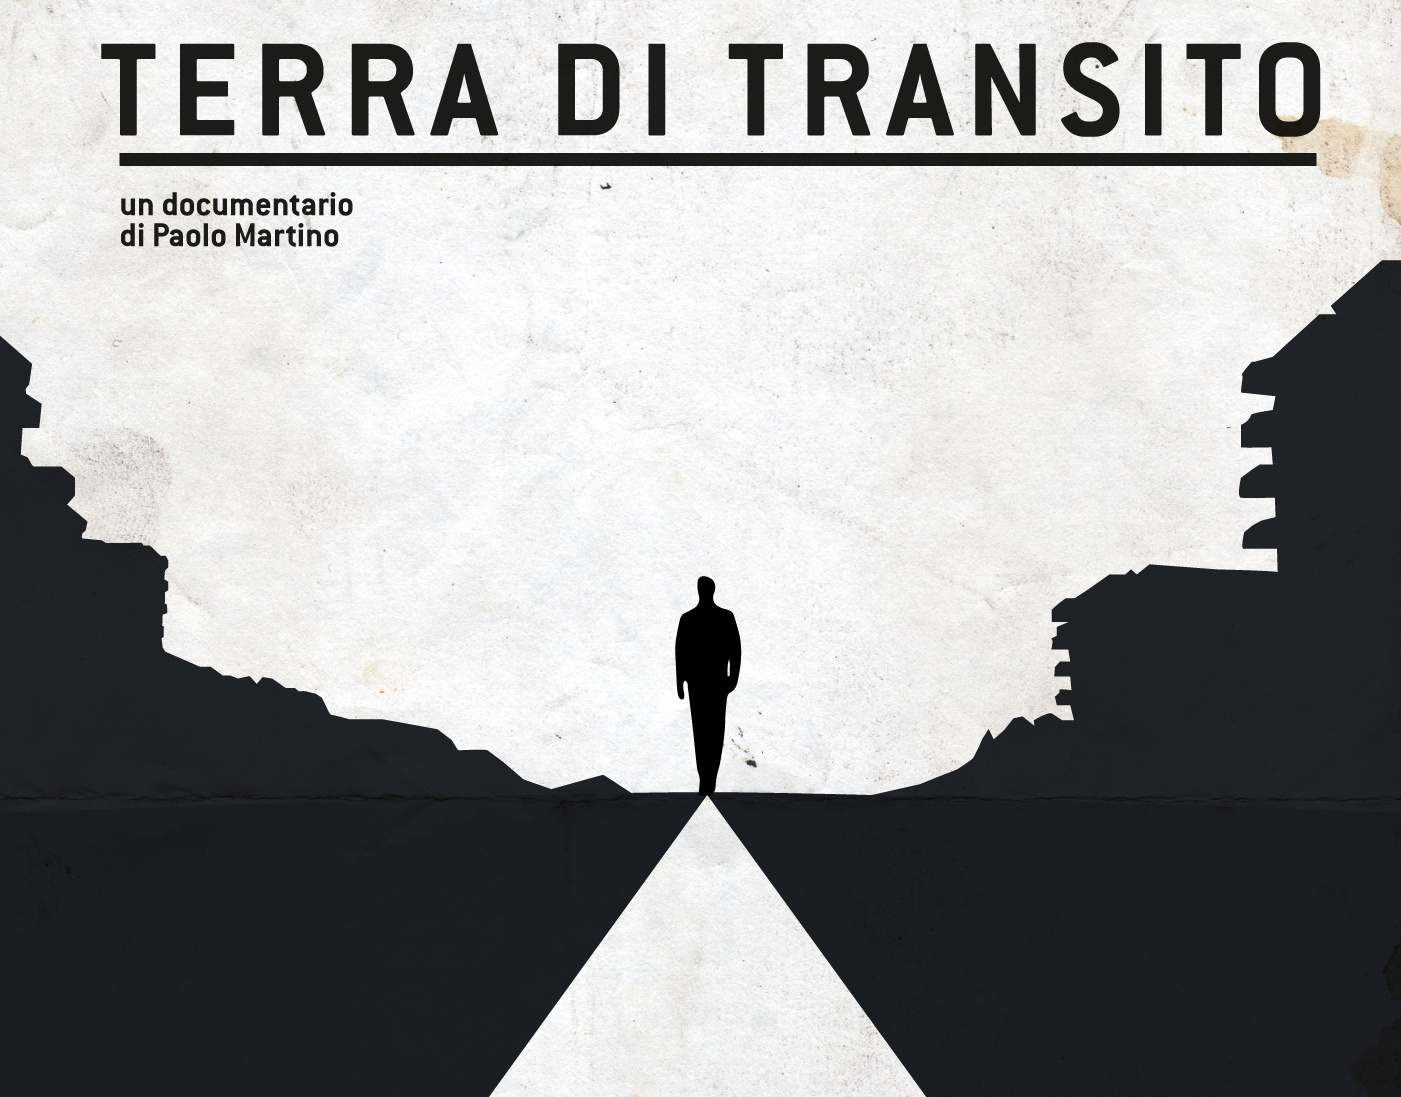 TERRA DI TRANSITO
un documentario
di Paolo Martino